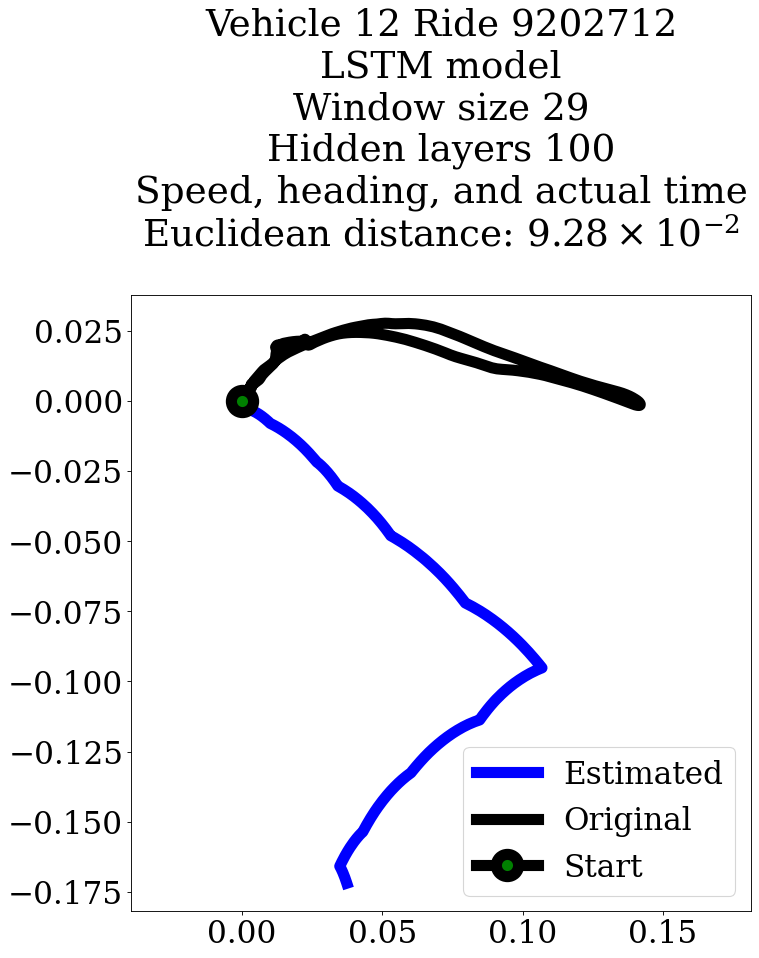 Vehicle 12 Ride 9202712
LSTM model
Window size 29
Hidden layers 100
Speed, heading, and actual time
Euclidean distance: 9.28 × 10⁻²
0.025
0.000
−0.025
−0.050
−0.075
−0.100
−0.125
−0.150
−0.175
Estimated
Original
Start
0.00 0.05 0.10 0.15